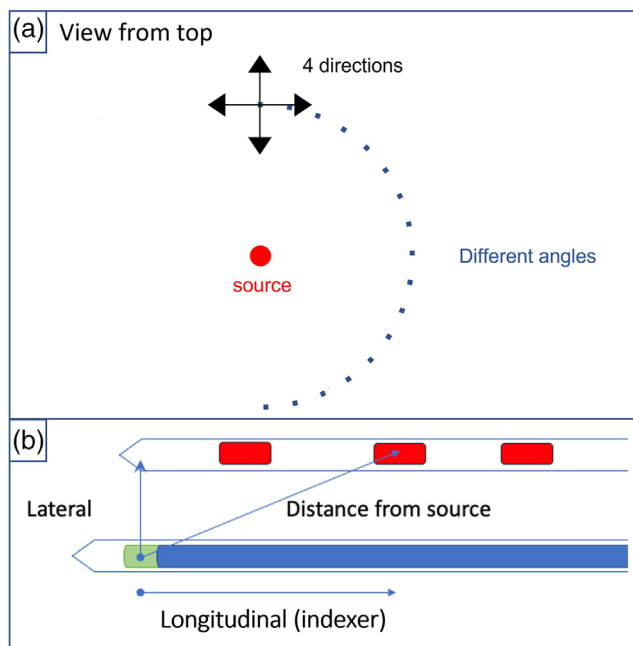 (a) View from top
4 directions
Different angles
source
(b)
Lateral
Distance from source
Longitudinal (indexer)